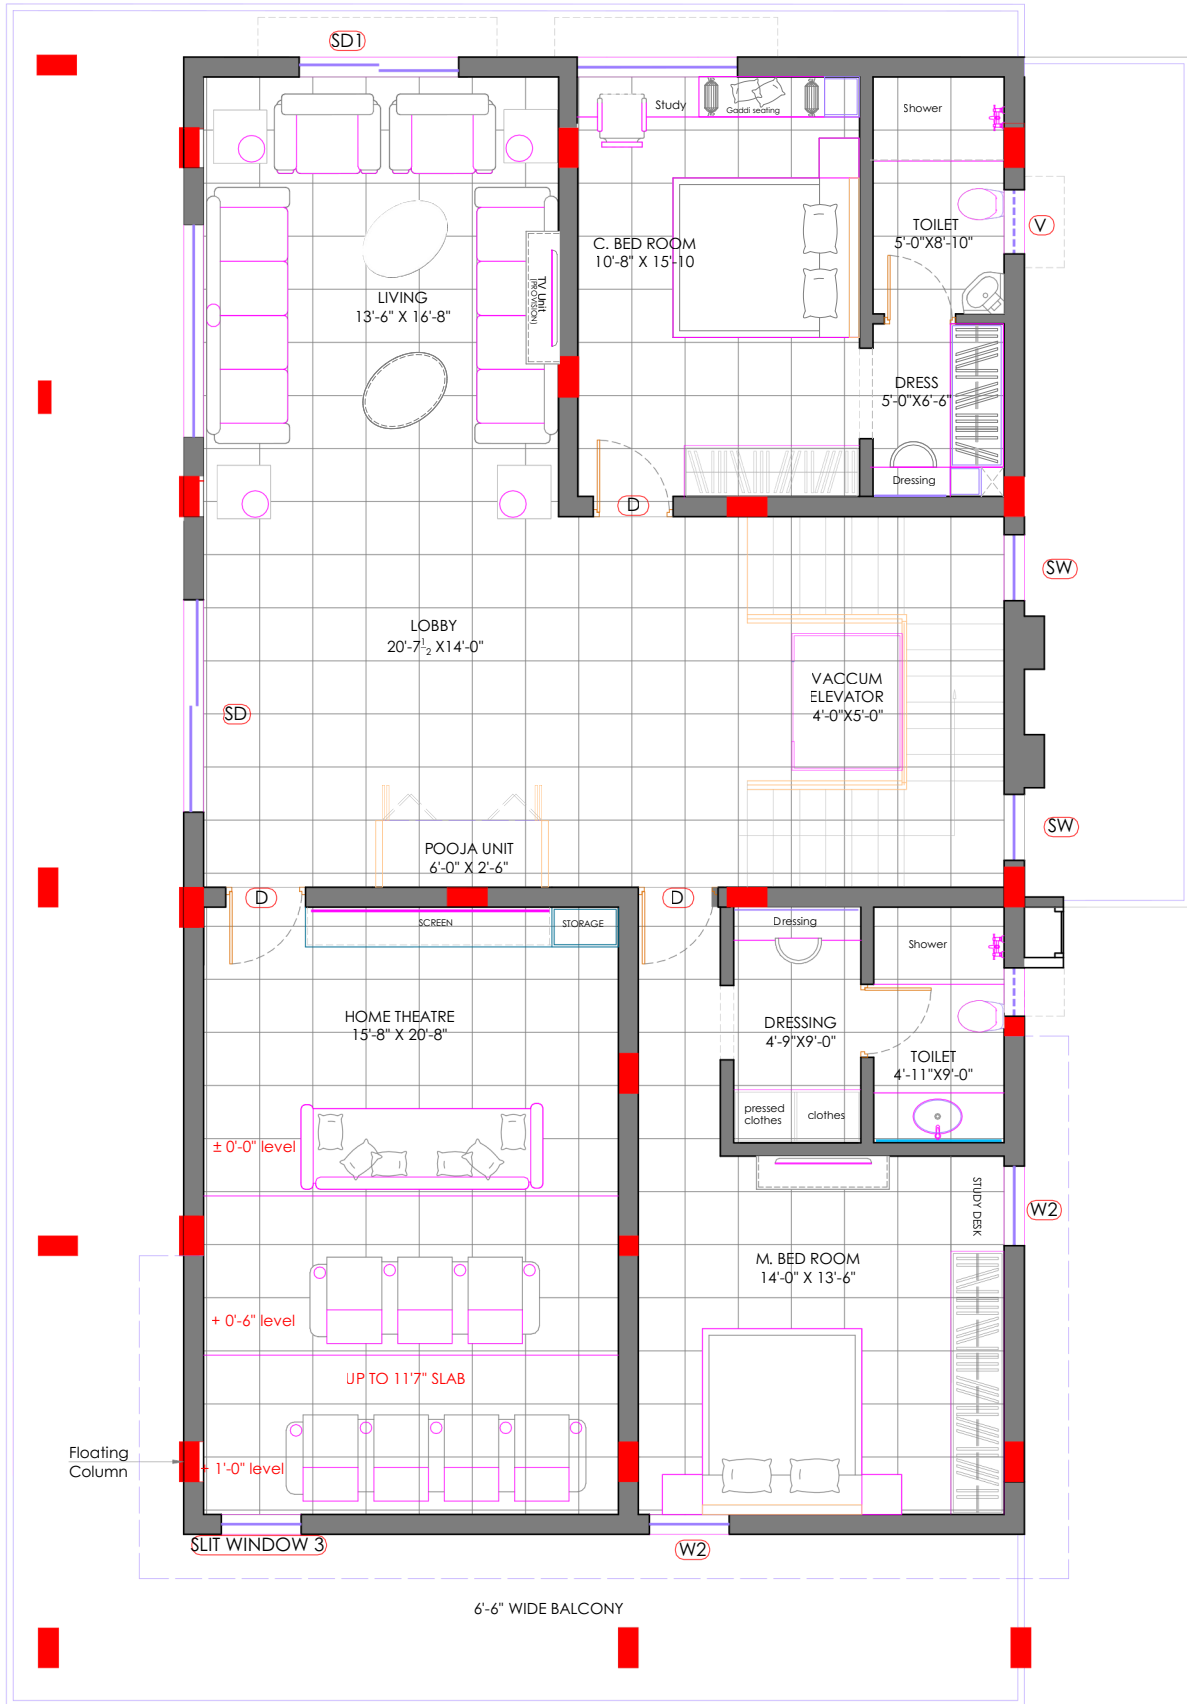 SD1
Study
Gaddi seating
Shower
TOILET
5'-0"X8'-10"
V
C. BED ROOM
10'-8" X 15'-10
LIVING
13'-6" X 16'-8"
TV Unit
(PROVISION)
DRESS
5'-0"X6'-6"
Dressing
D
SW
LOBBY
20'-7½ X14'-0"
VACCUM
ELEVATOR
4'-0"X5'-0"
SD
SW
POOJA UNIT
6'-0" X 2'-6"
D
D
SCREEN
STORAGE
Dressing
Shower
HOME THEATRE
15'-8" X 20'-8"
DRESSING
4'-9"X9'-0"
TOILET
4'-11"X9'-0"
pressed
clothes
clothes
± 0'-0" level
STUDY DESK
W2
M. BED ROOM
14'-0" X 13'-6"
+ 0'-6" level
UP TO 11'7" SLAB
Floating
Column
+ 1'-0" level
SLIT WINDOW 3
W2
6'-6" WIDE BALCONY